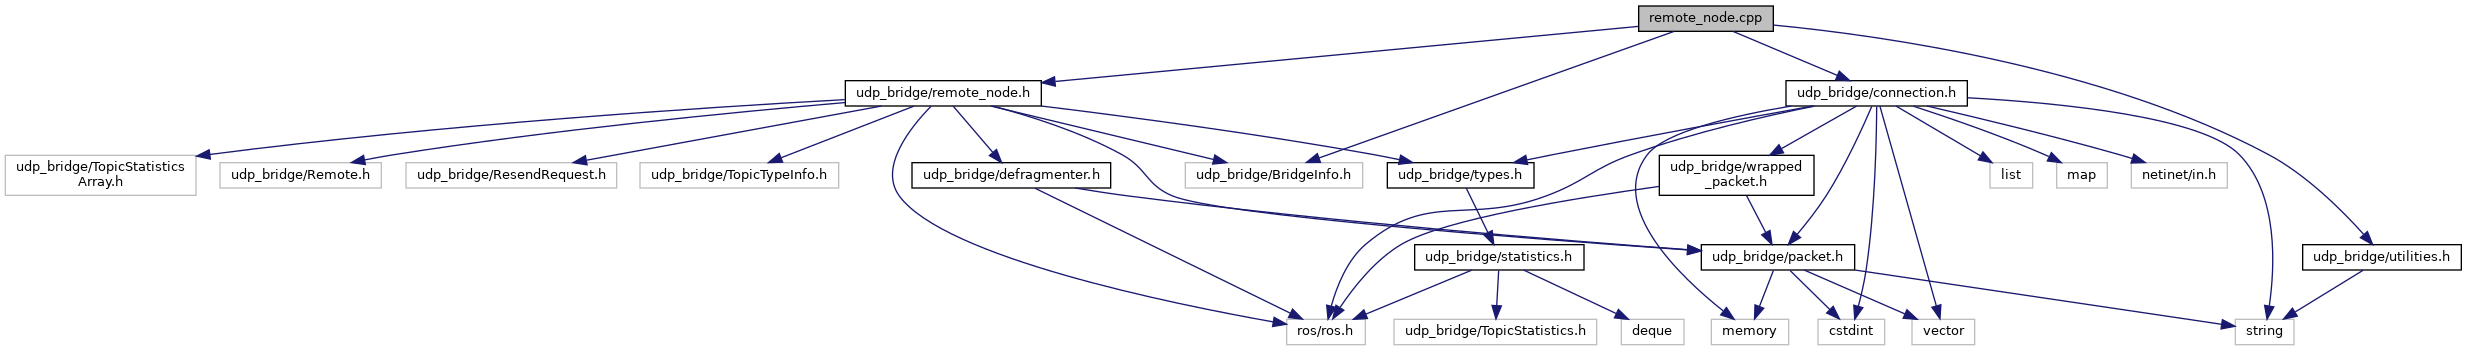 remote_node.cpp
udp_bridge/remote_node.h
udp_bridge/connection.h
udp_bridge/TopicStatistics
Array.h
udp_bridge/Remote.h
udp_bridge/ResendRequest.h
udp_bridge/TopicTypeInfo.h
udp_bridge/defragmenter.h
udp_bridge/BridgeInfo.h
udp_bridge/types.h
udp_bridge/wrapped
_packet.h
list
map
netinet/in.h
udp_bridge/statistics.h
udp_bridge/packet.h
udp_bridge/utilities.h
ros/ros.h
udp_bridge/TopicStatistics.h
deque
memory
cstdint
vector
string